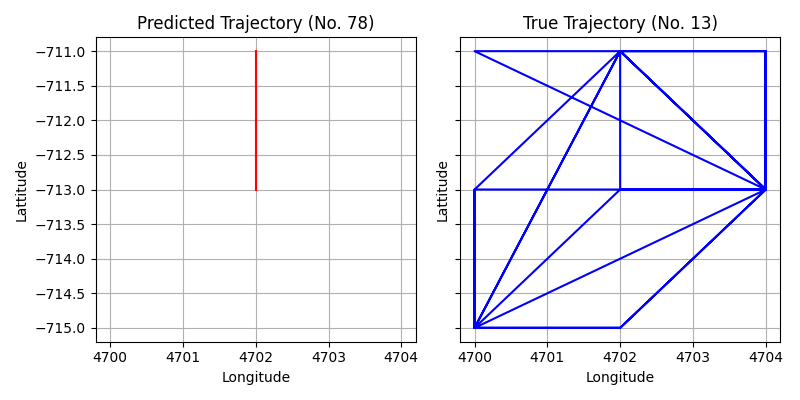 Predicted Trajectory (No. 78)
True Trajectory (No. 13)
−711.0
−711.5
−712.0
−712.5
−713.0
−713.5
−714.0
−714.5
−715.0
Lattitude
Lattitude
4700 4701 4702 4703 4704
4700 4701 4702 4703 4704
Longitude
Longitude